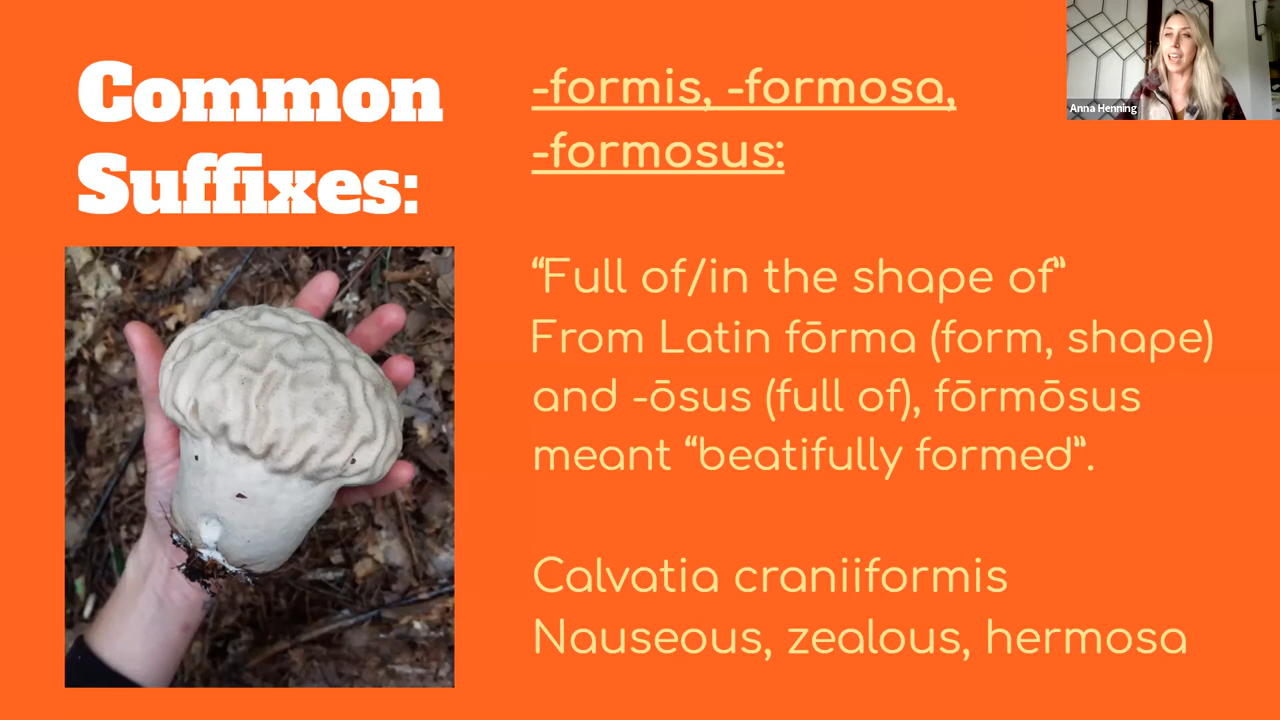 Common
Suffixes:
-formis, -formosa,
-formosus:
“Full of/in the shape of”
From Latin fōrma (form, shape)
and -ōsus (full of), fōrmōsus
meant “beatifully formed”.
Calvatia craniiformis
Nauseous, zealous, hermosa
Anna Henning